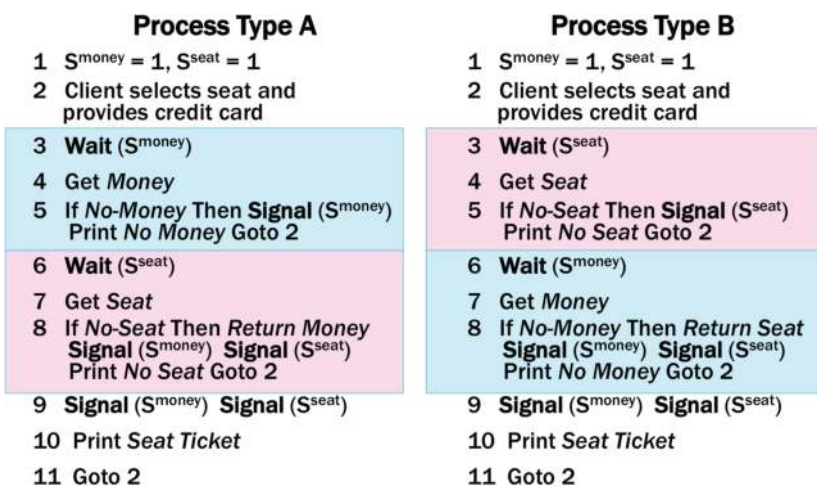 Process Type A
1 S^money = 1, S^seat = 1
2 Client selects seat and
provides credit card
3 Wait (S^money)
4 Get Money
5 If No-Money Then Signal (S^money)
Print No Money Goto 2
6 Wait (S^seat)
7 Get Seat
8 If No-Seat Then Return Money
Signal (S^money) Signal (S^seat)
Print No Seat Goto 2
9 Signal (S^money) Signal (S^seat)
10 Print Seat Ticket
11 Goto 2
Process Type B
1 S^money = 1, S^seat = 1
2 Client selects seat and
provides credit card
3 Wait (S^seat)
4 Get Seat
5 If No-Seat Then Signal (S^seat)
Print No Seat Goto 2
6 Wait (S^money)
7 Get Money
8 If No-Money Then Return Seat
Signal (S^money) Signal (S^seat)
Print No Money Goto 2
9 Signal (S^money) Signal (S^seat)
10 Print Seat Ticket
11 Goto 2